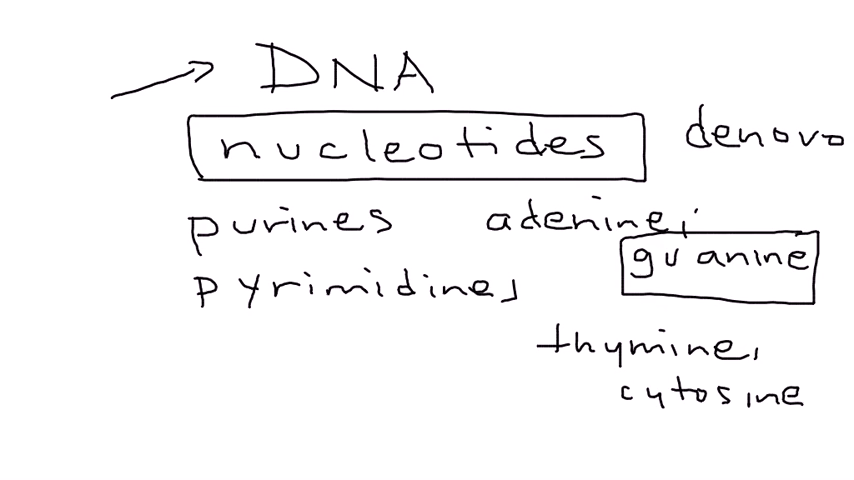 DNA
nucleotides denovo
purines adenine,
guanine
pyrimidines
thymine,
cytosine